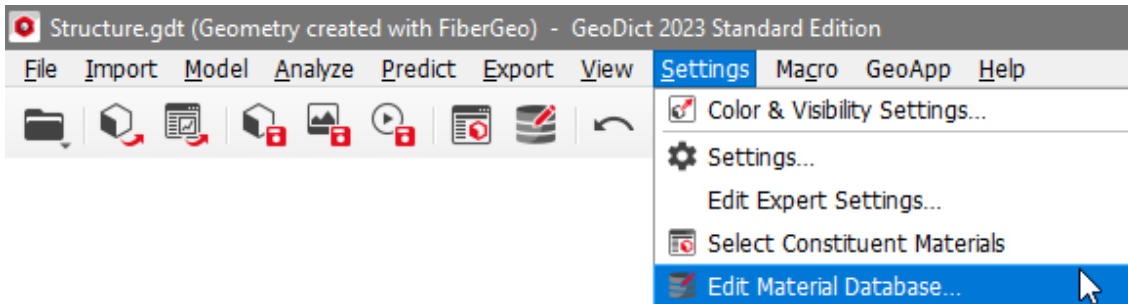 Structure.gdt (Geometry created with FiberGeo) - GeoDict 2023 Standard Edition
File Import Model Analyze Predict Export View Settings Macro GeoApp Help
Color & Visibility Settings...
Settings...
Edit Expert Settings...
Select Constituent Materials
Edit Material Database...